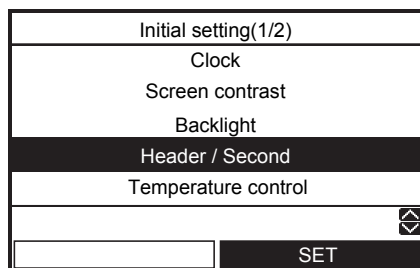 Initial setting(1/2)
Clock
Screen contrast
Backlight
Header / Second
Temperature control
SET